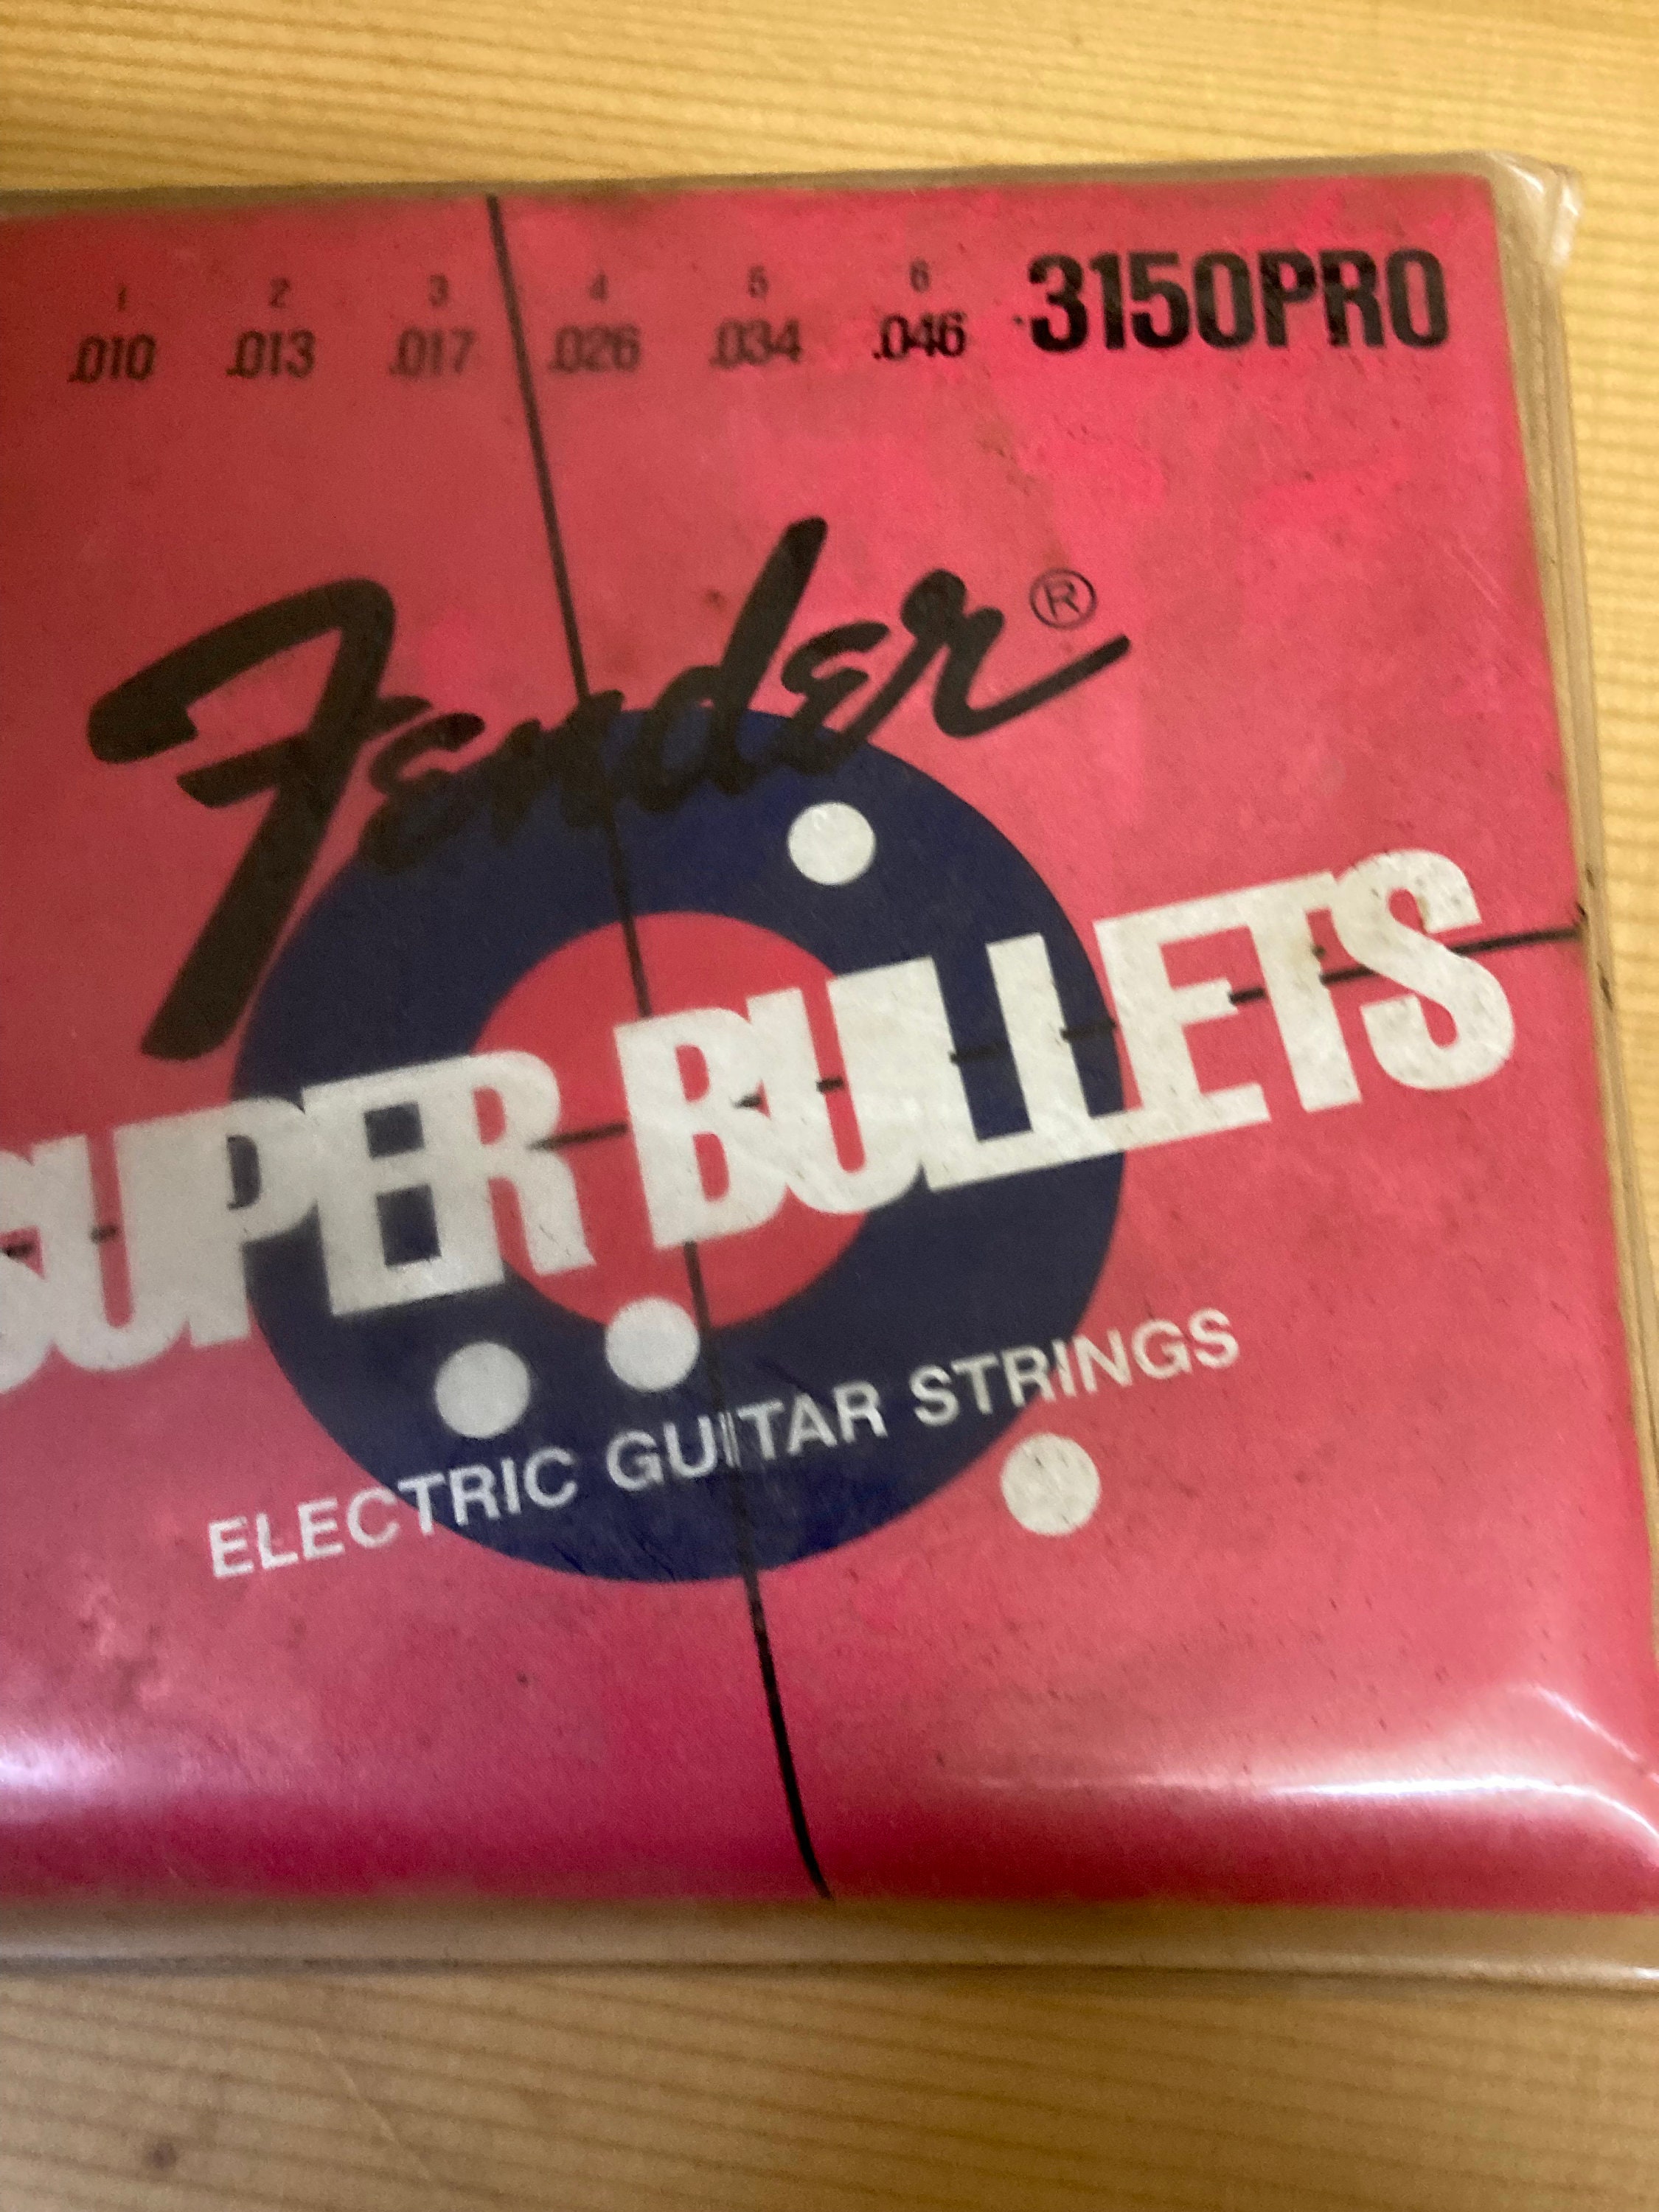 1 2 3 4 5 6
.010 .013 .017 .026 .034 .046 3150PRO
Fender®
SUPER BULLETS
ELECTRIC GUITAR STRINGS